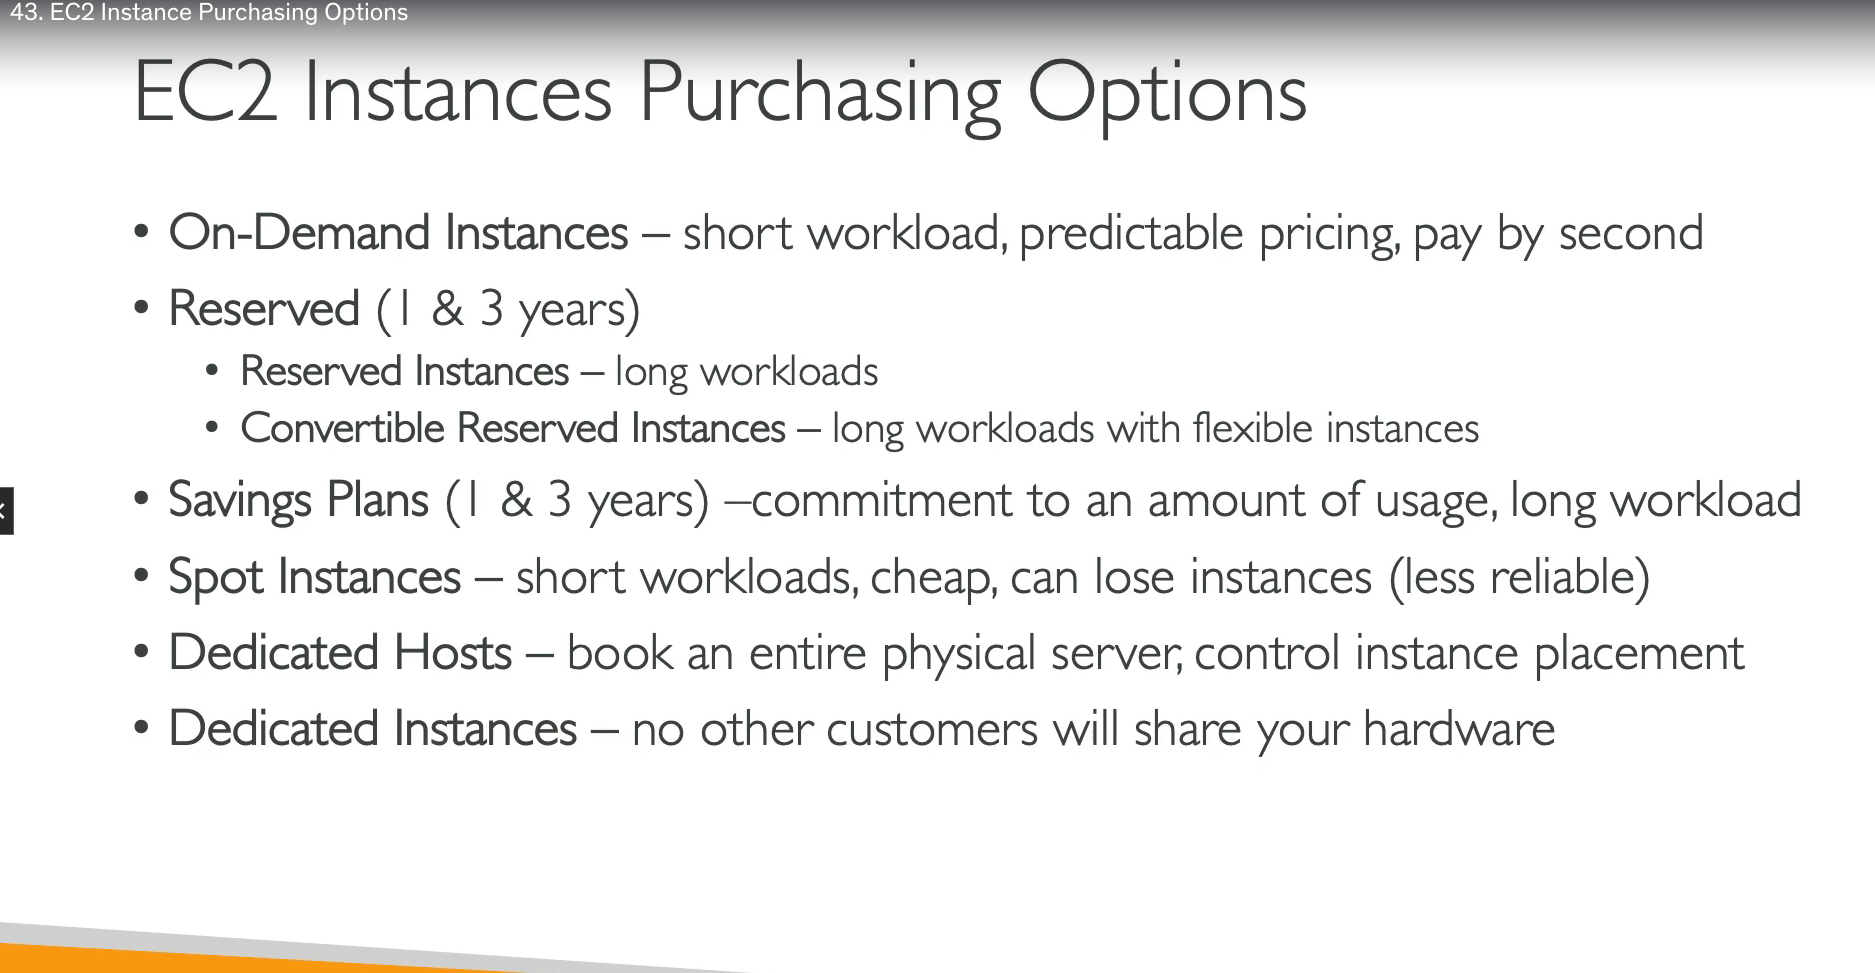 43. EC2 Instance Purchasing Options
EC2 Instances Purchasing Options
• On-Demand Instances – short workload, predictable pricing, pay by second
• Reserved (1 & 3 years)
• Reserved Instances – long workloads
• Convertible Reserved Instances – long workloads with flexible instances
• Savings Plans (1 & 3 years) –commitment to an amount of usage, long workload
• Spot Instances – short workloads, cheap, can lose instances (less reliable)
• Dedicated Hosts – book an entire physical server, control instance placement
• Dedicated Instances – no other customers will share your hardware